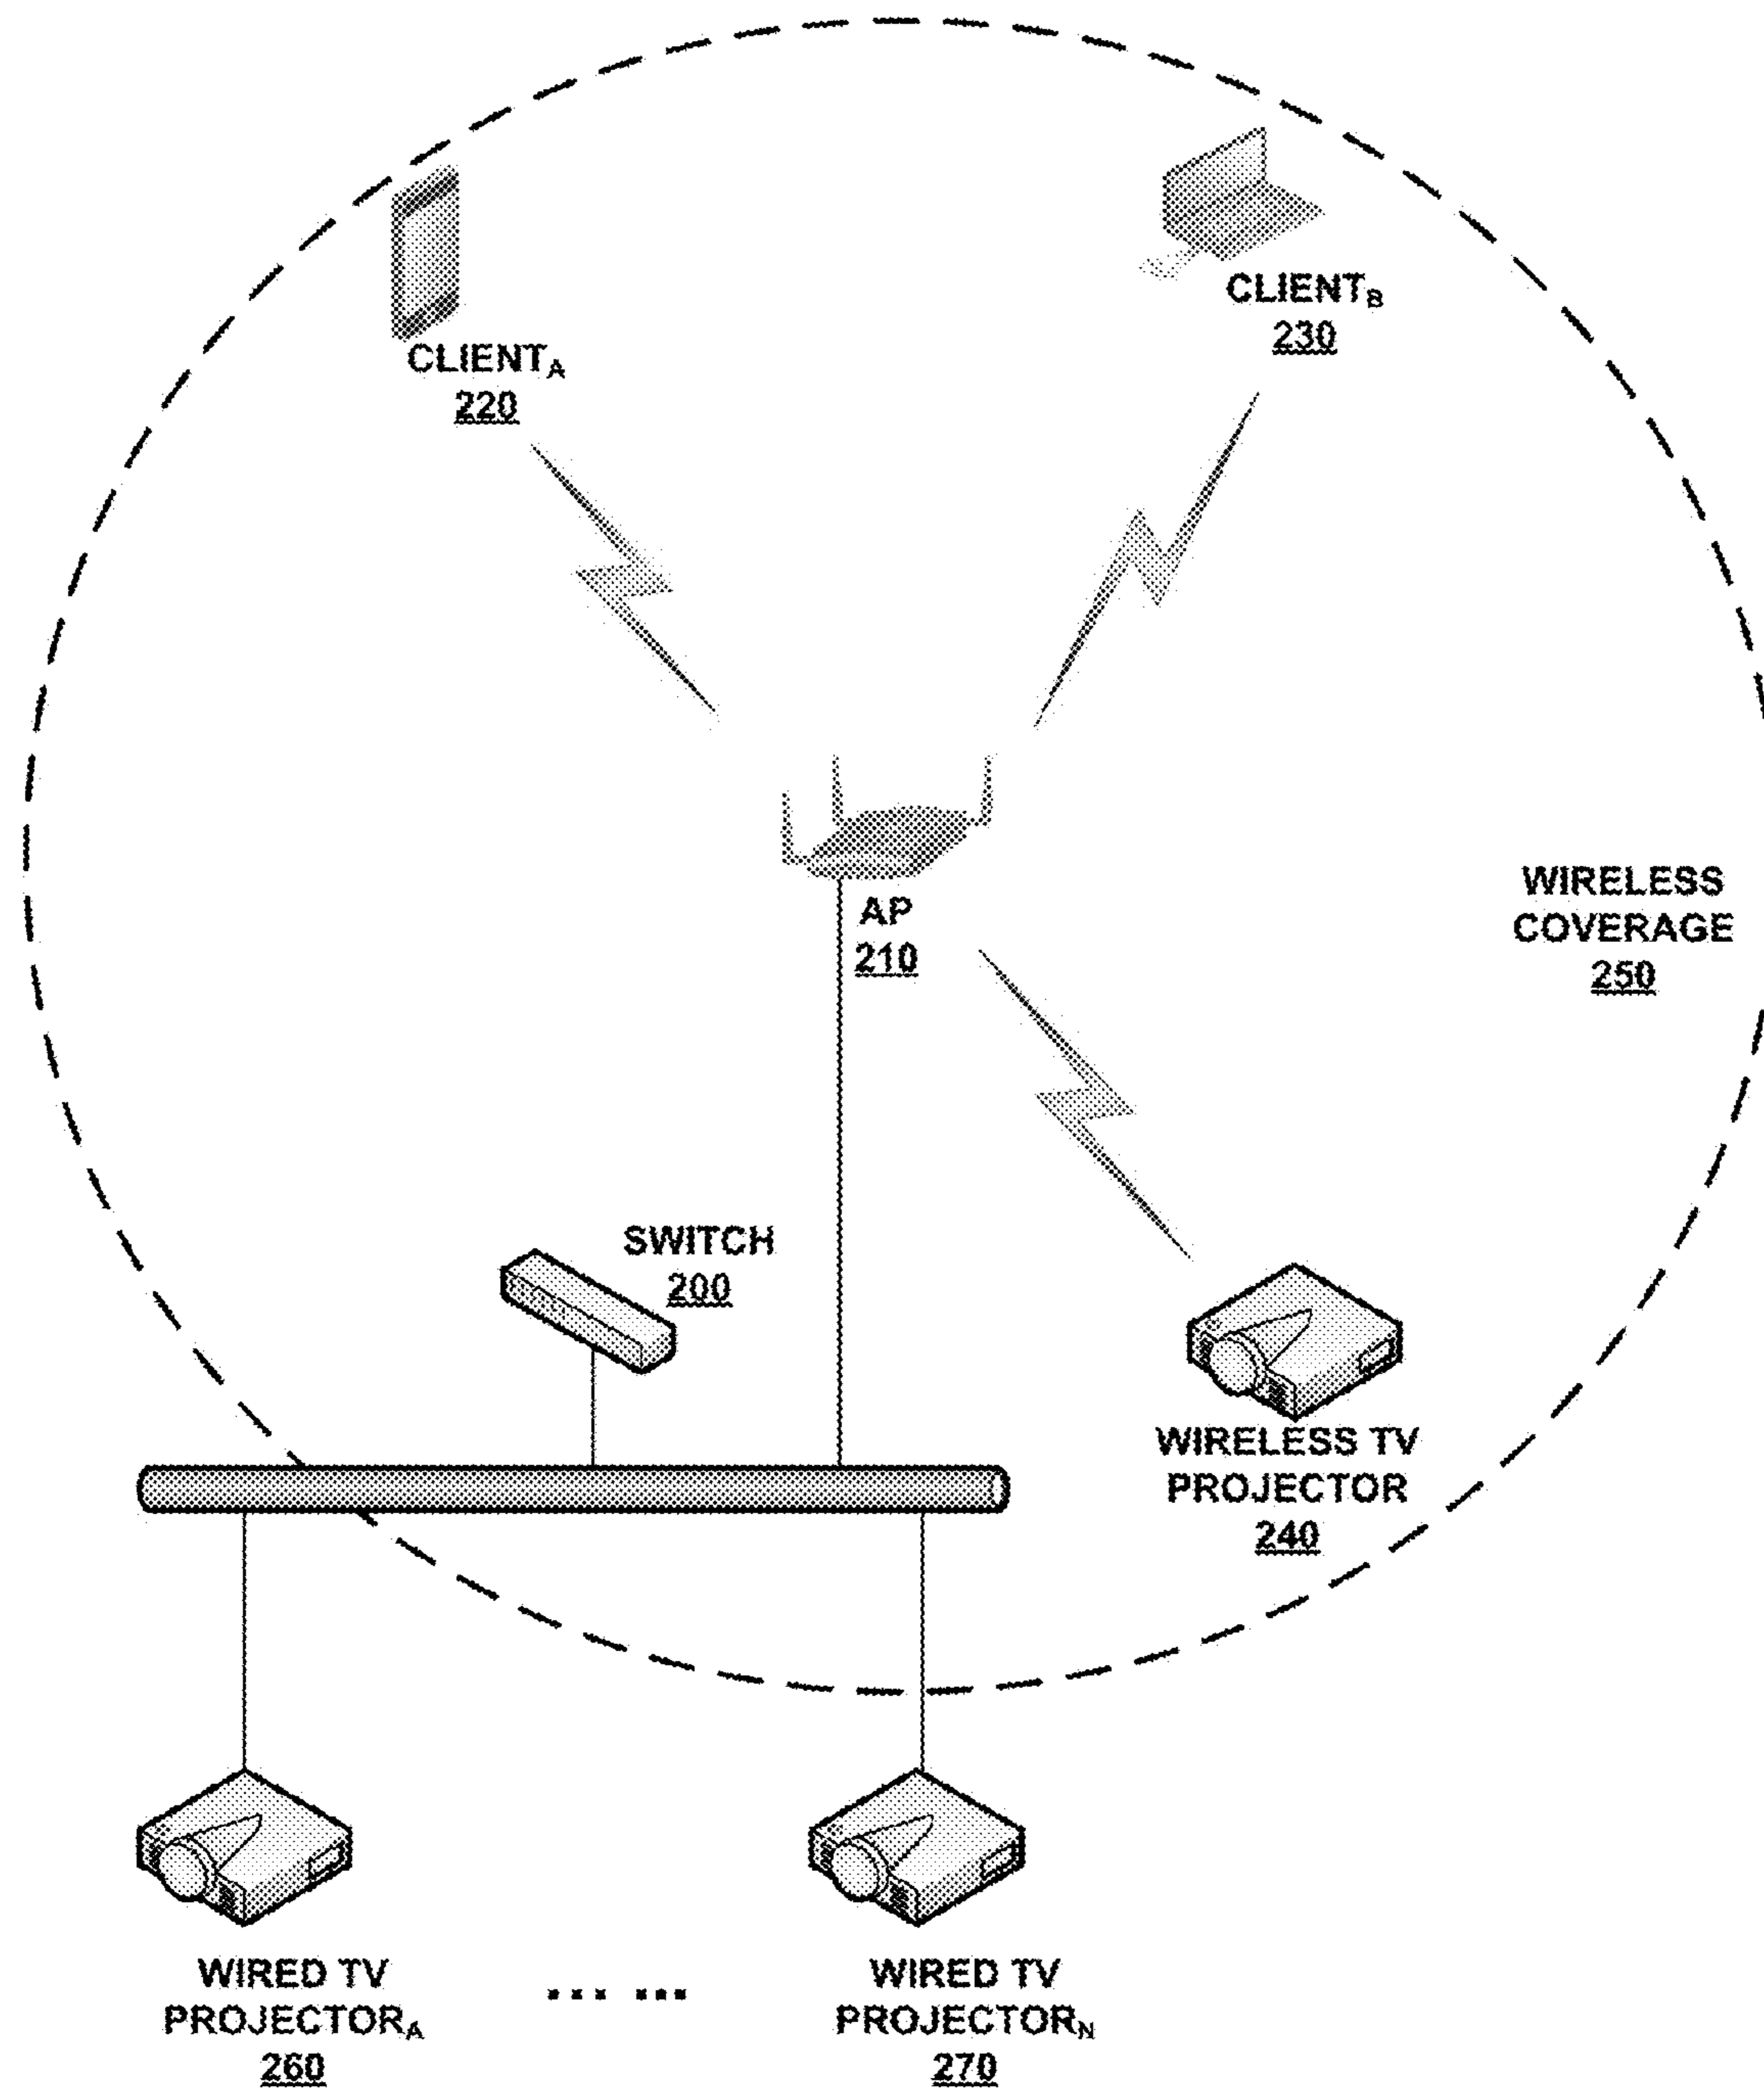 CLIENTB
230
CLIENTA
220
AP
210
WIRELESS
COVERAGE
250
SWITCH
200
WIRELESS TV
PROJECTOR
240
WIRED TV
PROJECTORA
260
... ...
WIRED TV
PROJECTORN
270